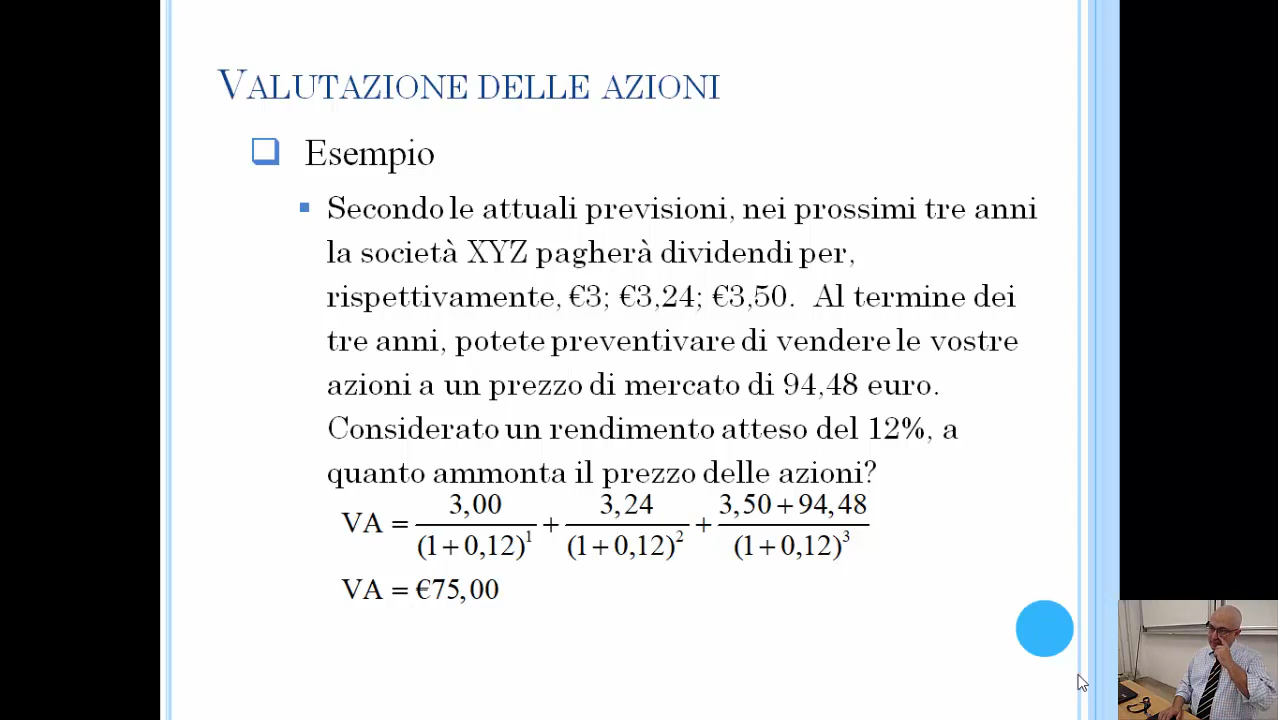 VALUTAZIONE DELLE AZIONI
Esempio
Secondo le attuali previsioni, nei prossimi tre anni
la società XYZ pagherà dividendi per,
rispettivamente, €3; €3,24; €3,50. Al termine dei
tre anni, potete preventivare di vendere le vostre
azioni a un prezzo di mercato di 94,48 euro.
Considerato un rendimento atteso del 12%, a
quanto ammonta il prezzo delle azioni?
VA = 3,00/(1+0,12)^1 + 3,24/(1+0,12)^2 + (3,50+94,48)/(1+0,12)^3
VA = €75,00